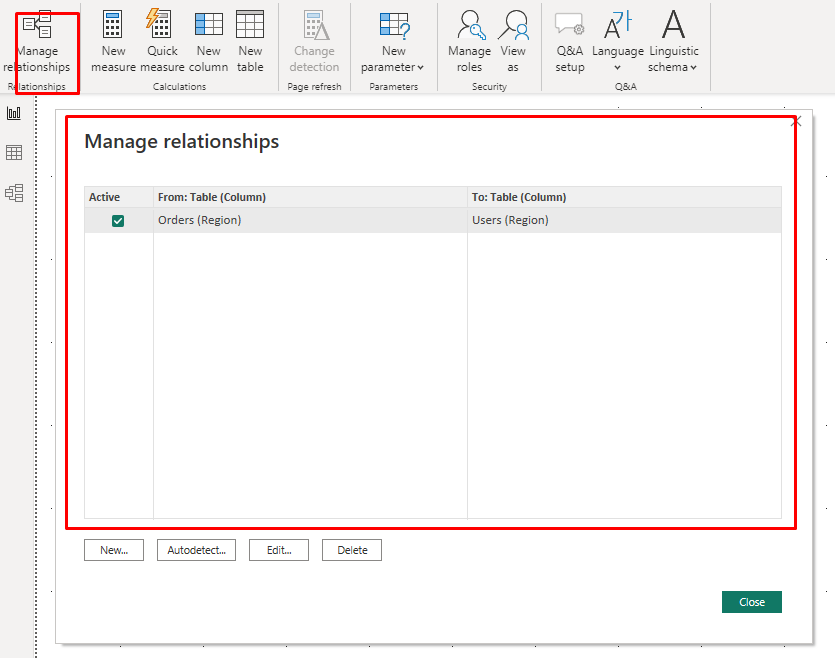 Manage relationships
New measure
Quick measure
New column
New table
Change detection
New parameter
Manage roles
View as
Q&A setup
Language
Linguistic schema
Relationships
Calculations
Page refresh
Parameters
Security
Q&A
Manage relationships
Active
From: Table (Column)
To: Table (Column)
Orders (Region)
Users (Region)
New...
Autodetect...
Edit...
Delete
Close